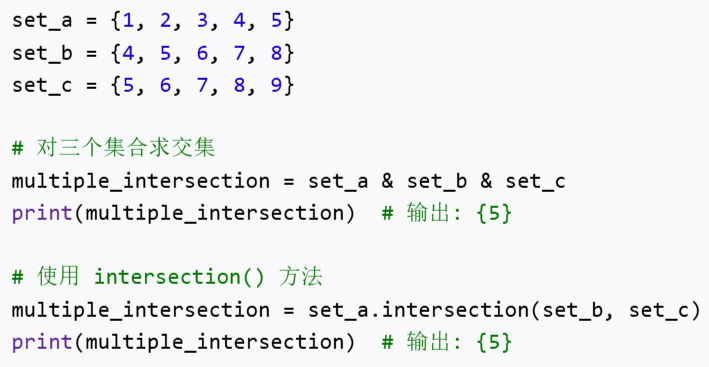 set_a = {1, 2, 3, 4, 5}
set_b = {4, 5, 6, 7, 8}
set_c = {5, 6, 7, 8, 9}
# 对三个集合求交集
multiple_intersection = set_a & set_b & set_c
print(multiple_intersection)  # 输出: {5}
# 使用 intersection() 方法
multiple_intersection = set_a.intersection(set_b, set_c)
print(multiple_intersection)  # 输出: {5}